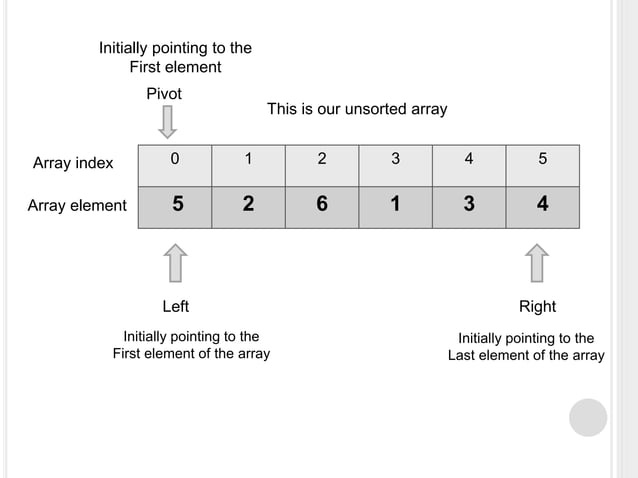 Initially pointing to the
First element
Pivot
This is our unsorted array
Array index 0 1 2 3 4 5
Array element 5 2 6 1 3 4
Left Right
Initially pointing to the
First element of the array
Initially pointing to the
Last element of the array